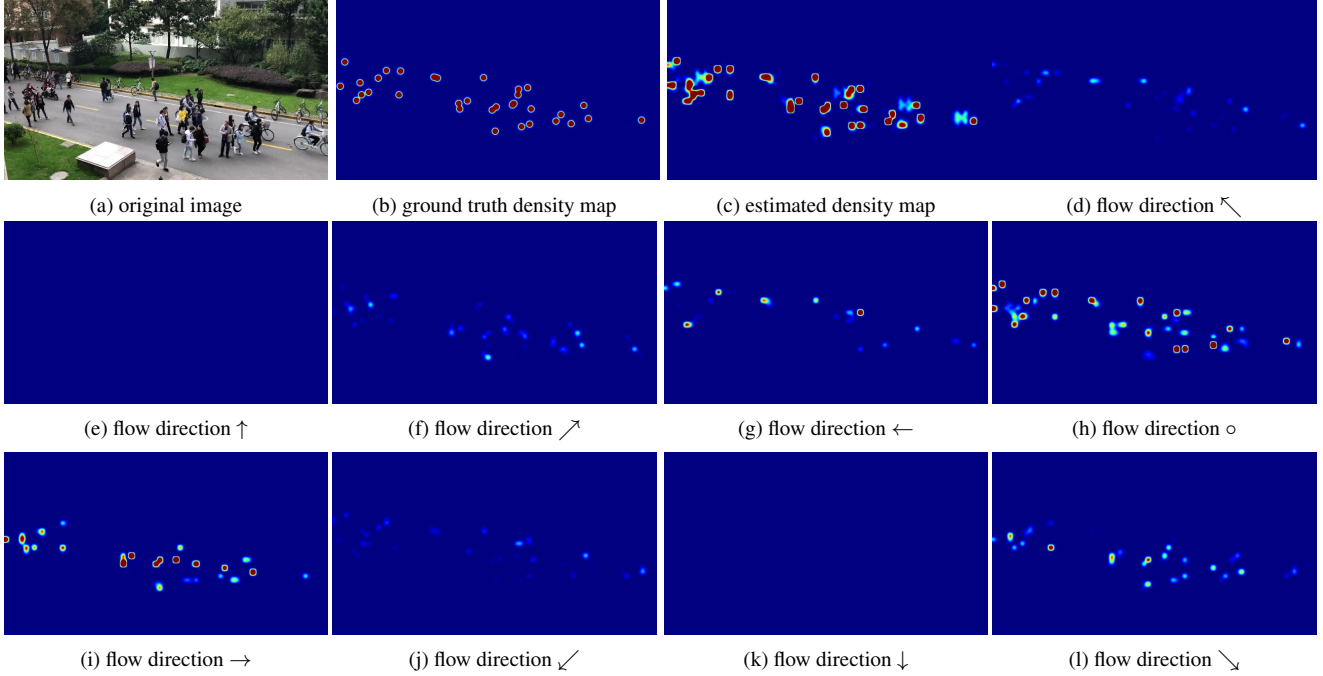 (a) original image
(b) ground truth density map
(c) estimated density map
(d) flow direction ↖
(e) flow direction ↑
(f) flow direction ↗
(g) flow direction ←
(h) flow direction ○
(i) flow direction →
(j) flow direction ↙
(k) flow direction ↓
(l) flow direction ↘